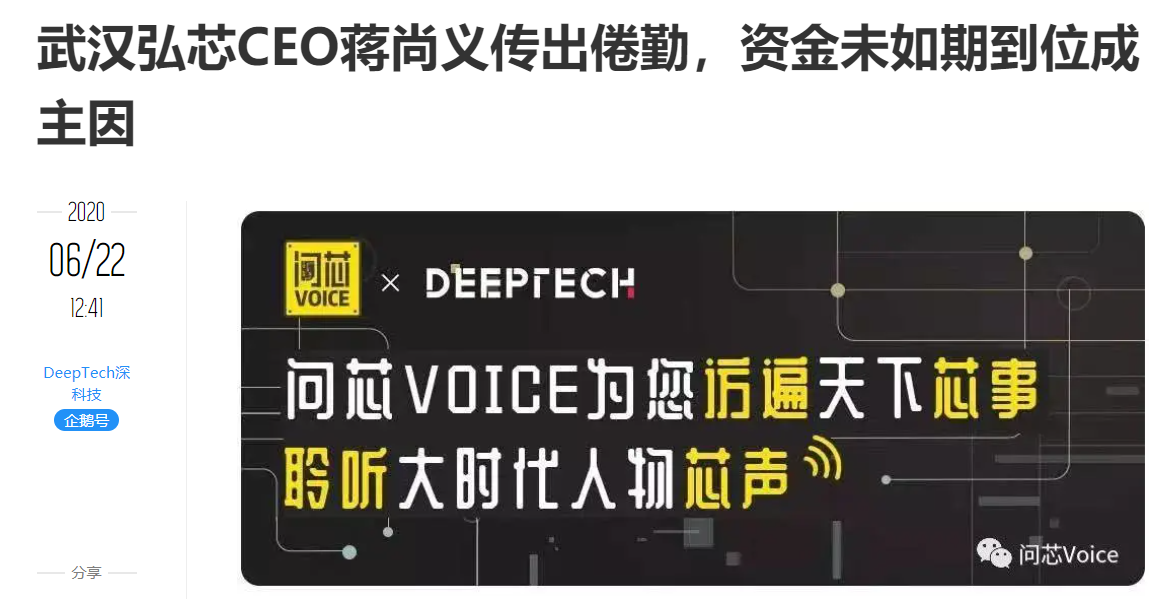 武汉弘芯CEO蒋尚义传出倦勤，资金未如期到位成
主因
2020
06/22
12:41
DeepTech深
科技
企鹅号
分享
问芯
VOICE
×
DEEPTECH
问芯VOICE为您访遍天下芯事
聆听大时代人物芯声
问芯Voice